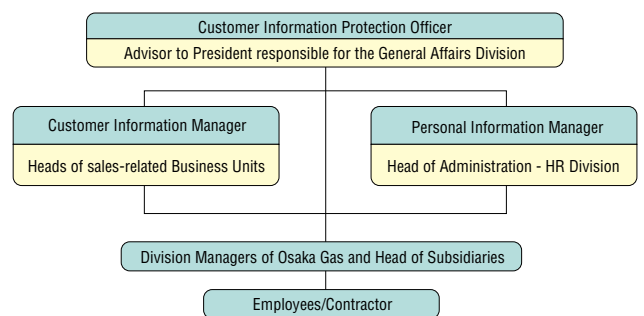 Customer Information Protection Officer
Advisor to President responsible for the General Affairs Division
Customer Information Manager
Heads of sales-related Business Units
Personal Information Manager
Head of Administration - HR Division
Division Managers of Osaka Gas and Head of Subsidiaries
Employees/Contractor